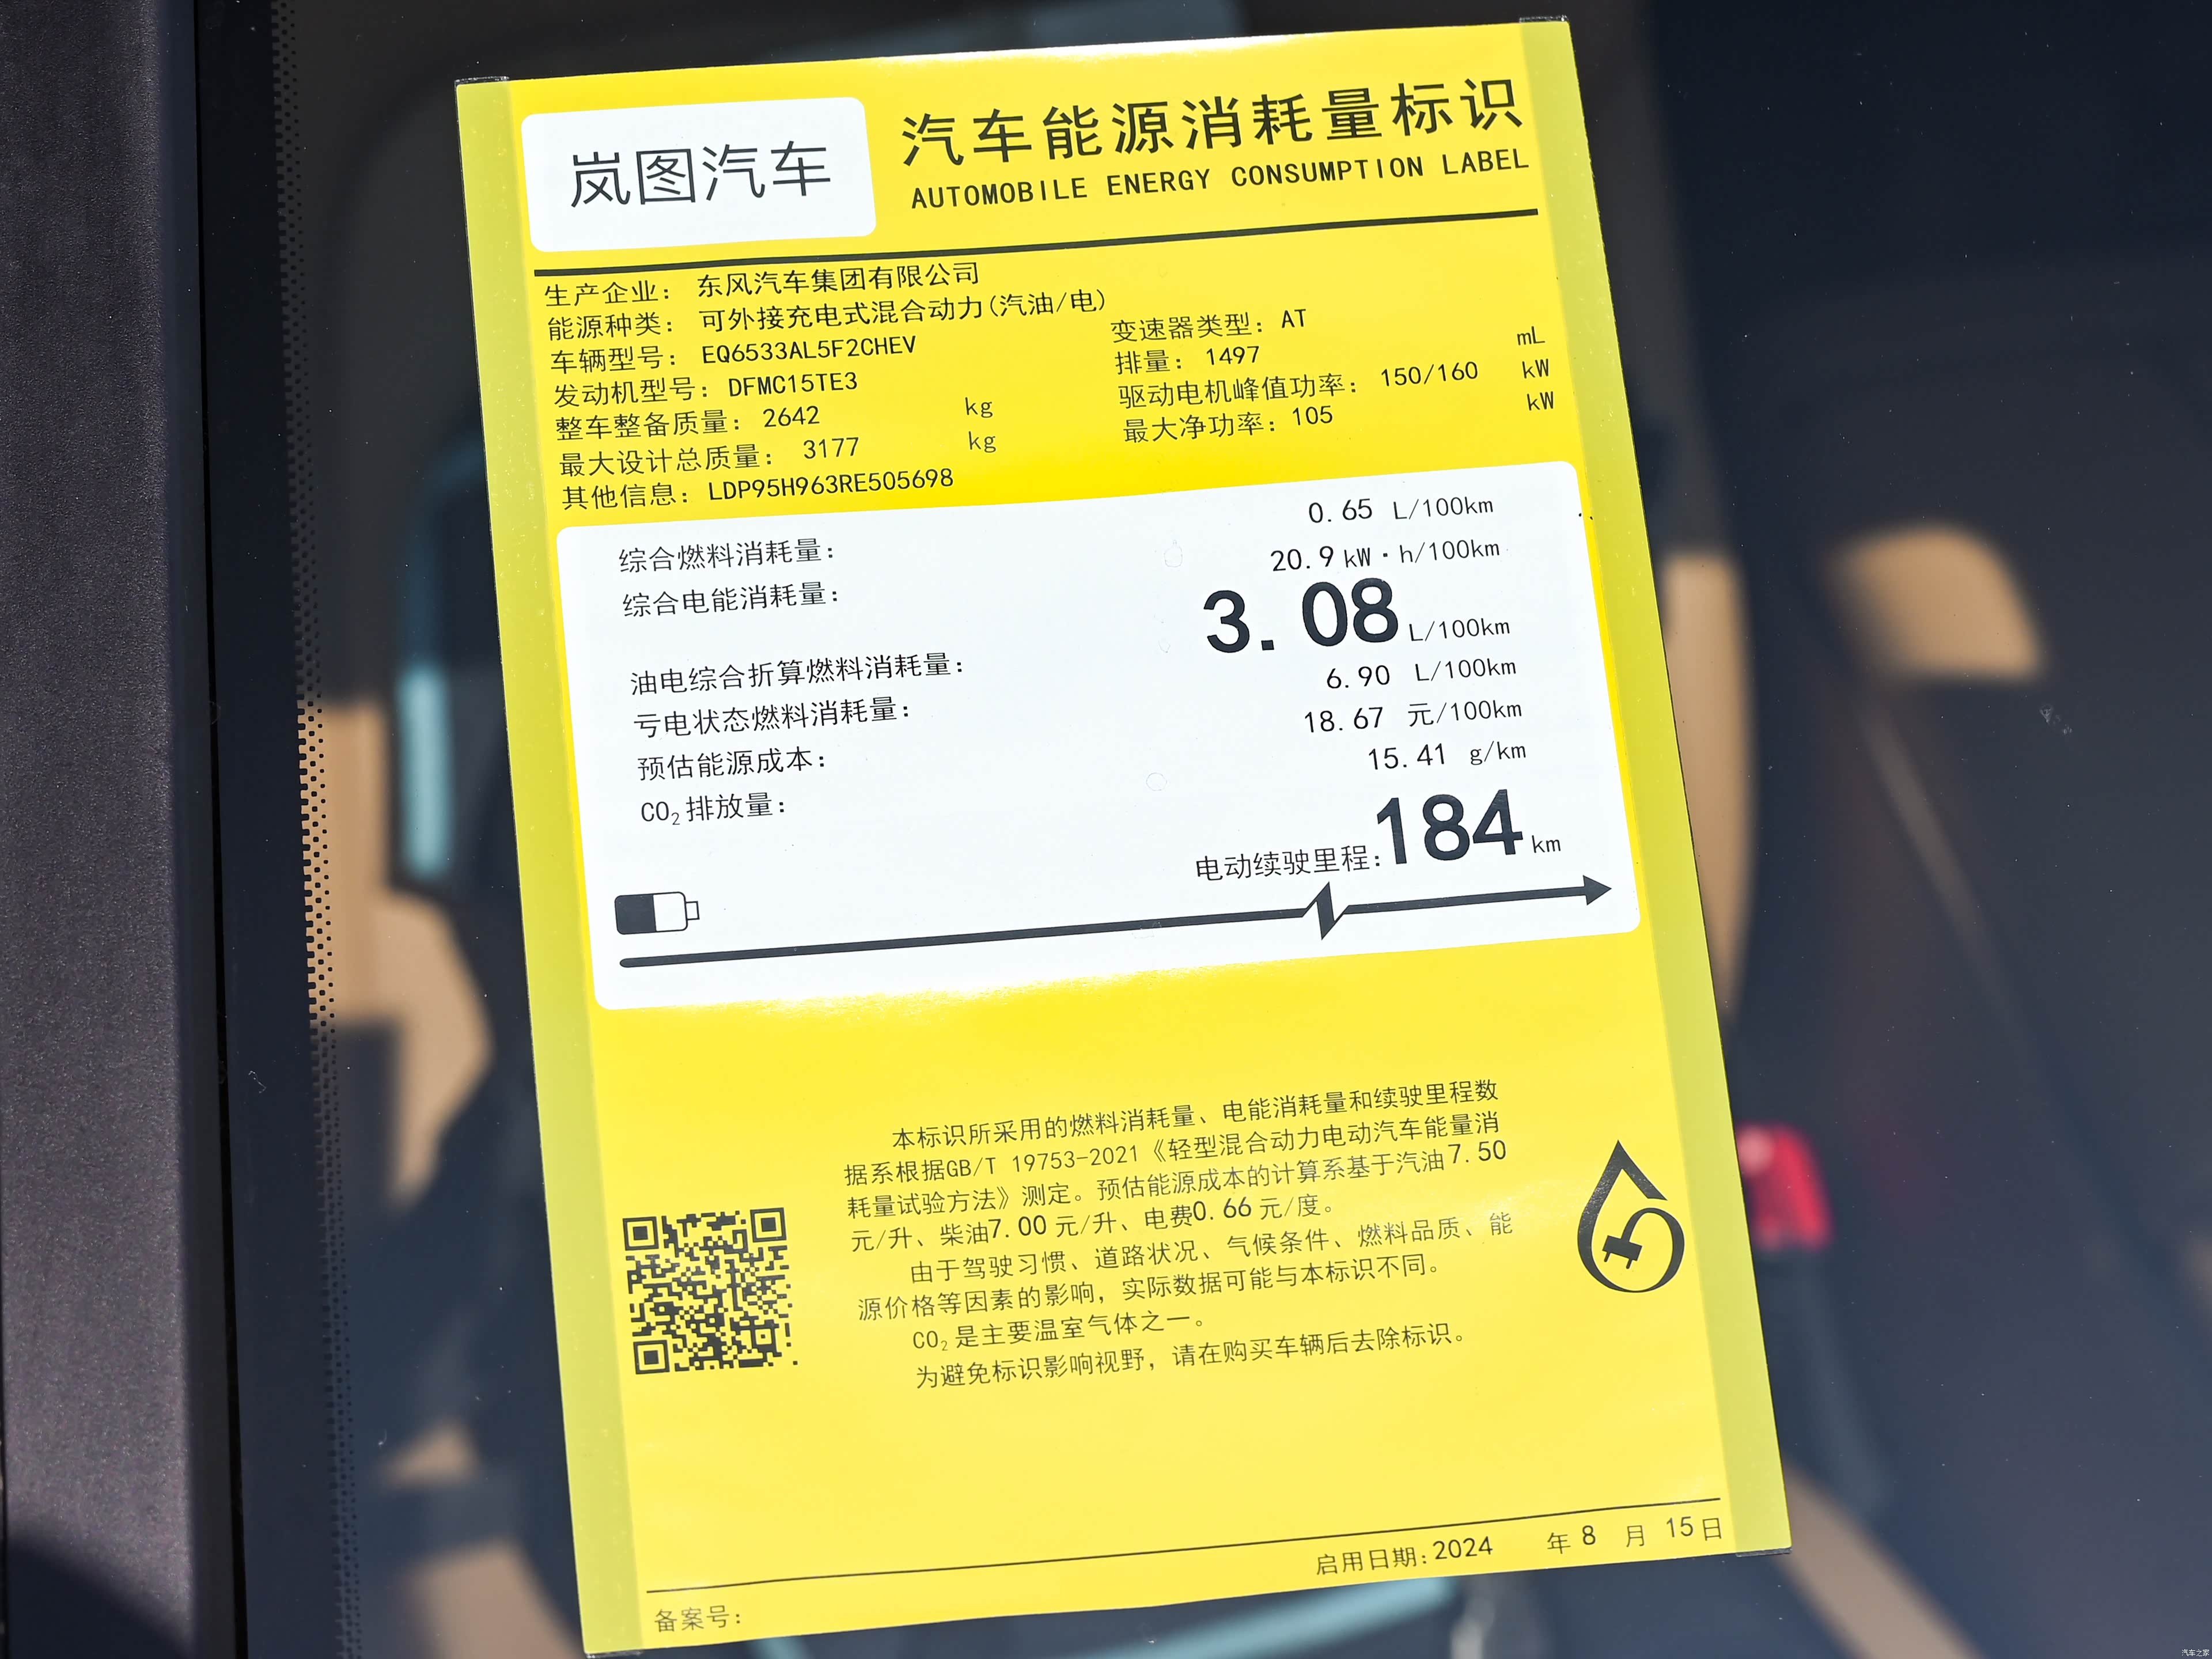 岚图汽车
汽车能源消耗量标识
AUTOMOBILE ENERGY CONSUMPTION LABEL
生产企业：东风汽车集团有限公司
能源种类：可外接充电式混合动力(汽油/电)
车辆型号：EQ6533AL5F2CHEV 变速器类型：AT
发动机型号：DFMC15TE3 排量：1497 mL
整车整备质量：2642 kg 驱动电机峰值功率：150/160 kW
最大设计总质量：3177 kg 最大净功率：105 kW
其他信息：LDP95H963RE505698
综合燃料消耗量： 0.65 L/100km
综合电能消耗量： 20.9 kW·h/100km
油电综合折算燃料消耗量： 3.08 L/100km
亏电状态燃料消耗量： 6.90 L/100km
预估能源成本： 18.67 元/100km
CO₂排放量： 15.41 g/km
电动续驶里程：184 km
本标识所采用的燃料消耗量、电能消耗量和续驶里程数
据系根据GB/T 19753-2021《轻型混合动力电动汽车能量消
耗量试验方法》测定。预估能源成本的计算系基于汽油7.50
元/升、柴油7.00 元/升、电费0.66 元/度。
由于驾驶习惯、道路状况、气候条件、燃料品质、能
源价格等因素的影响，实际数据可能与本标识不同。
CO₂是主要温室气体之一。
为避免标识影响视野，请在购买车辆后去除标识。
启用日期：2024 年 8 月 15日
备案号：
汽车之家